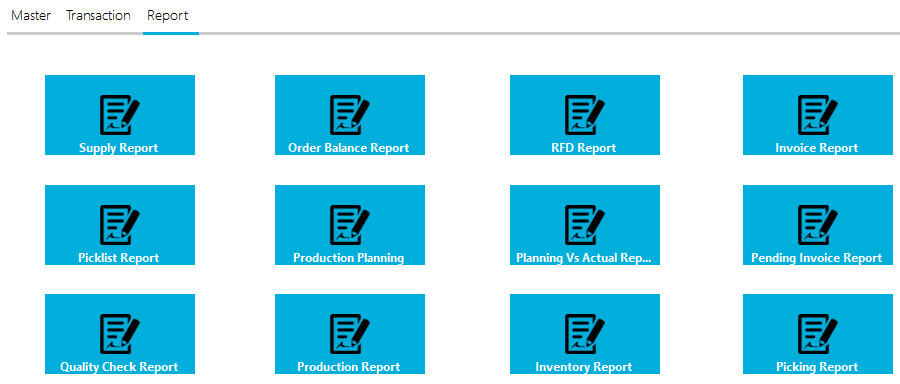 Master Transaction Report
Supply Report Order Balance Report RFD Report Invoice Report
Picklist Report Production Planning Planning Vs Actual Rep... Pending Invoice Report
Quality Check Report Production Report Inventory Report Picking Report